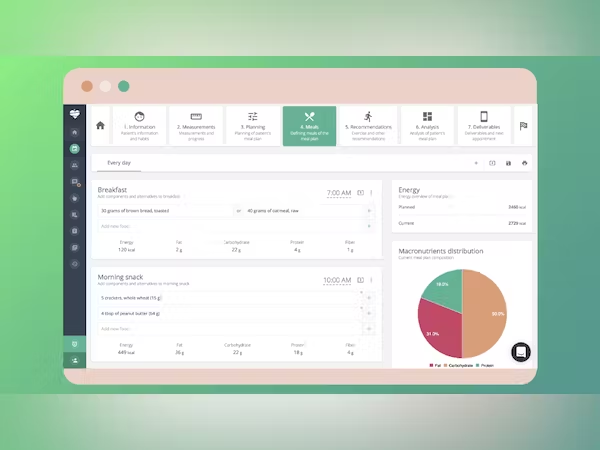 1. Information
Patient's information
and habits
2. Measurements
Measurements and
progress
3. Planning
Planning of patient's
meal plan
4. Meals
Defining meals of the
meal plan
5. Recommendations
Exercise and other
recommendations
6. Analysis
Analysis of patient's
meal plan
7. Deliverables
Deliverables and next
appointment
Every day
Breakfast
Add components and alternatives to breakfast
7:00 AM
30 grams of brown bread, toasted
or
40 grams of oatmeal, raw
Add new food
Energy Fat Carbohydrate Protein Fiber
120 kcal 2 g 22 g 4 g 1 g
Morning snack
Add components and alternatives to morning snack
10:00 AM
5 crackers, whole wheat (15 g)
4 tbsp of peanut butter (64 g)
Add new food
Energy Fat Carbohydrate Protein Fiber
449 kcal 36 g 22 g 18 g 4 g
Energy
Energy overview of meal plan
Planned
kcal
Current
kcal
Macronutrients distribution
Current meal plan composition
31.0%
Fat Carbohydrate Protein